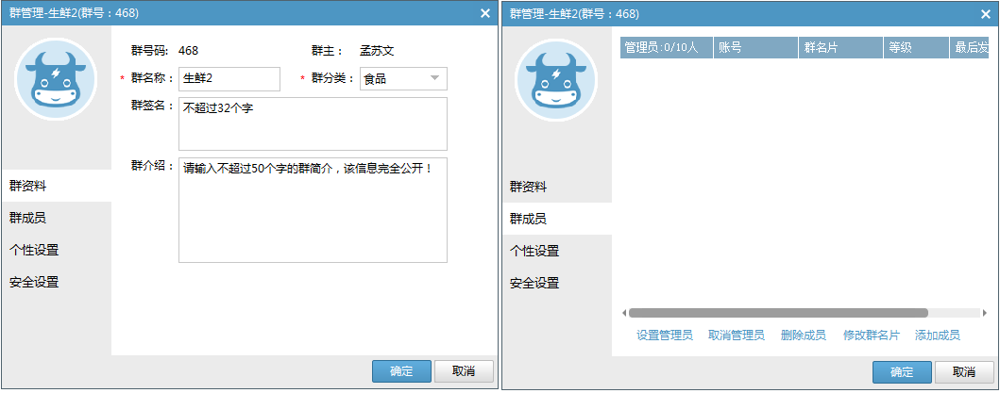 群管理-生鲜2(群号：468)
群号码: 468 群主： 孟苏文
* 群名称： 生鲜2 * 群分类： 食品
群签名： 不超过32个字
群介绍： 请输入不超过50个字的群简介，该信息完全公开！
群资料
群成员
个性设置
安全设置
确定 取消
群管理-生鲜2(群号：468)
管理员:0/10人 账号 群名片 等级 最后发
群资料
群成员
个性设置
安全设置
设置管理员 取消管理员 删除成员 修改群名片 添加成员
确定 取消